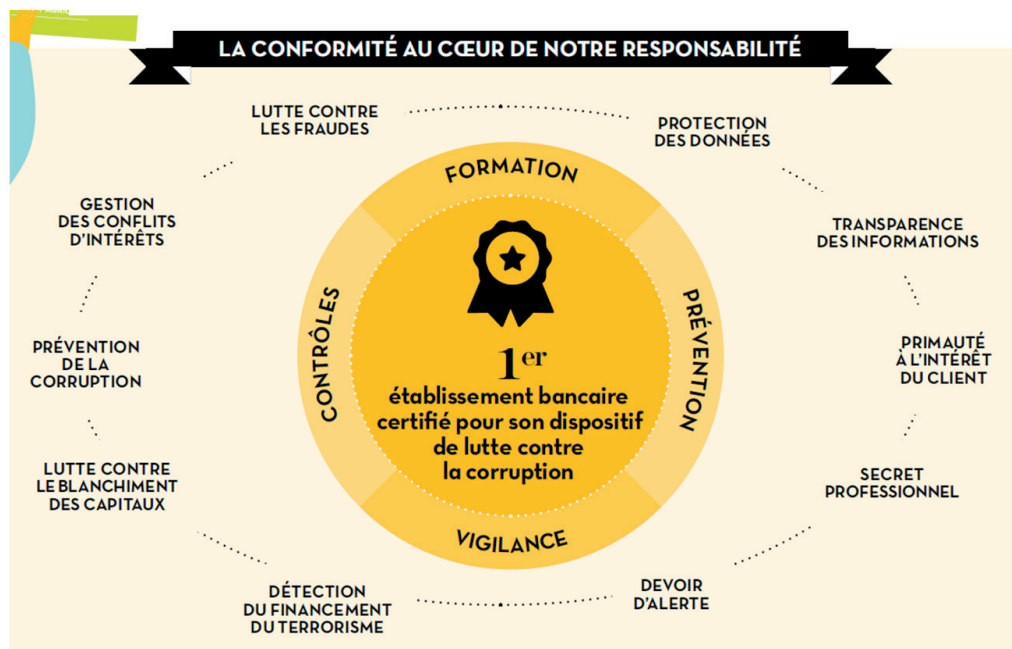 LA CONFORMITÉ AU CŒUR DE NOTRE RESPONSABILITÉ
LUTTE CONTRE
LES FRAUDES
PROTECTION
DES DONNÉES
TRANSPARENCE
DES INFORMATIONS
PRIMAUTÉ
À L'INTÉRÊT
DU CLIENT
SECRET
PROFESSIONNEL
DEVOIR
D'ALERTE
DÉTECTION
DU FINANCEMENT
DU TERRORISME
LUTTE CONTRE
LE BLANCHIMENT
DES CAPITAUX
PRÉVENTION
DE LA
CORRUPTION
GESTION
DES CONFLITS
D'INTÉRÊTS
FORMATION
PRÉVENTION
VIGILANCE
CONTRÔLES
1er
établissement bancaire
certifié pour son dispositif
de lutte contre
la corruption